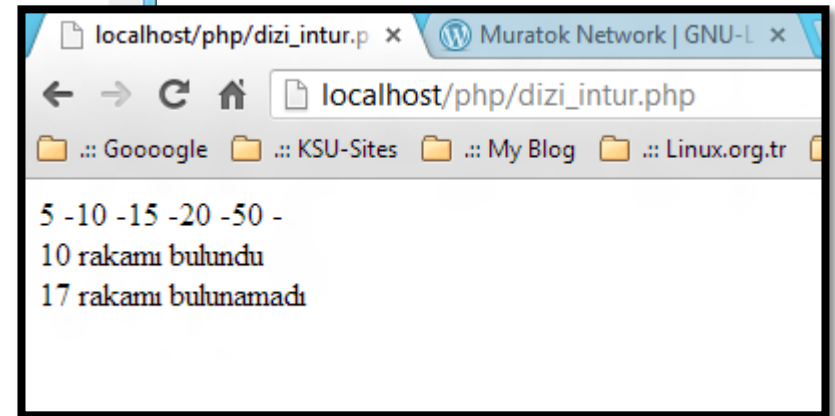 localhost/php/dizi_intur.p
Muratok Network | GNU-L
localhost/php/dizi_intur.php
.:: Goooogle .:: KSU-Sites .:: My Blog .:: Linux.org.tr
5 -10 -15 -20 -50 -
10 rakamı bulundu
17 rakamı bulunamadı